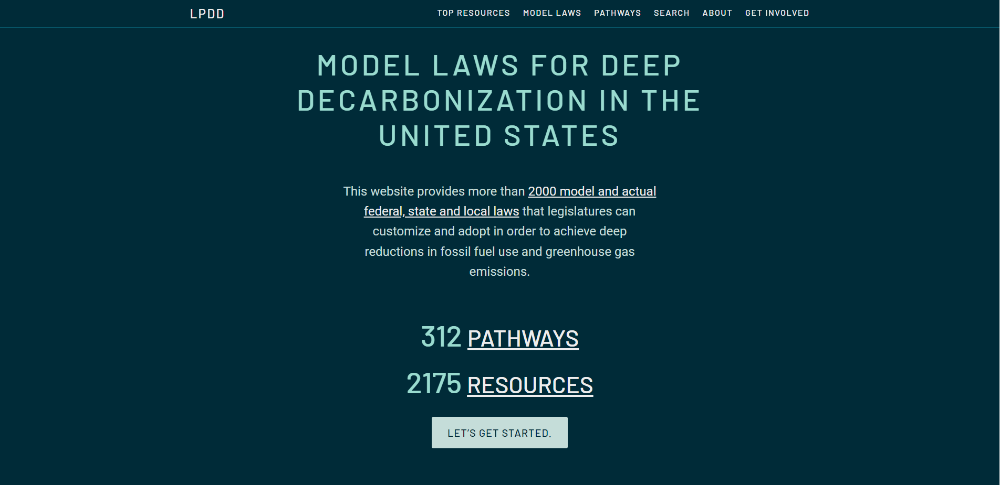 LPDD
TOP RESOURCES MODEL LAWS PATHWAYS SEARCH ABOUT GET INVOLVED
MODEL LAWS FOR DEEP
DECARBONIZATION IN THE
UNITED STATES
This website provides more than 2000 model and actual
federal, state and local laws that legislatures can
customize and adopt in order to achieve deep
reductions in fossil fuel use and greenhouse gas
emissions.
312 PATHWAYS
2175 RESOURCES
LET’S GET STARTED.